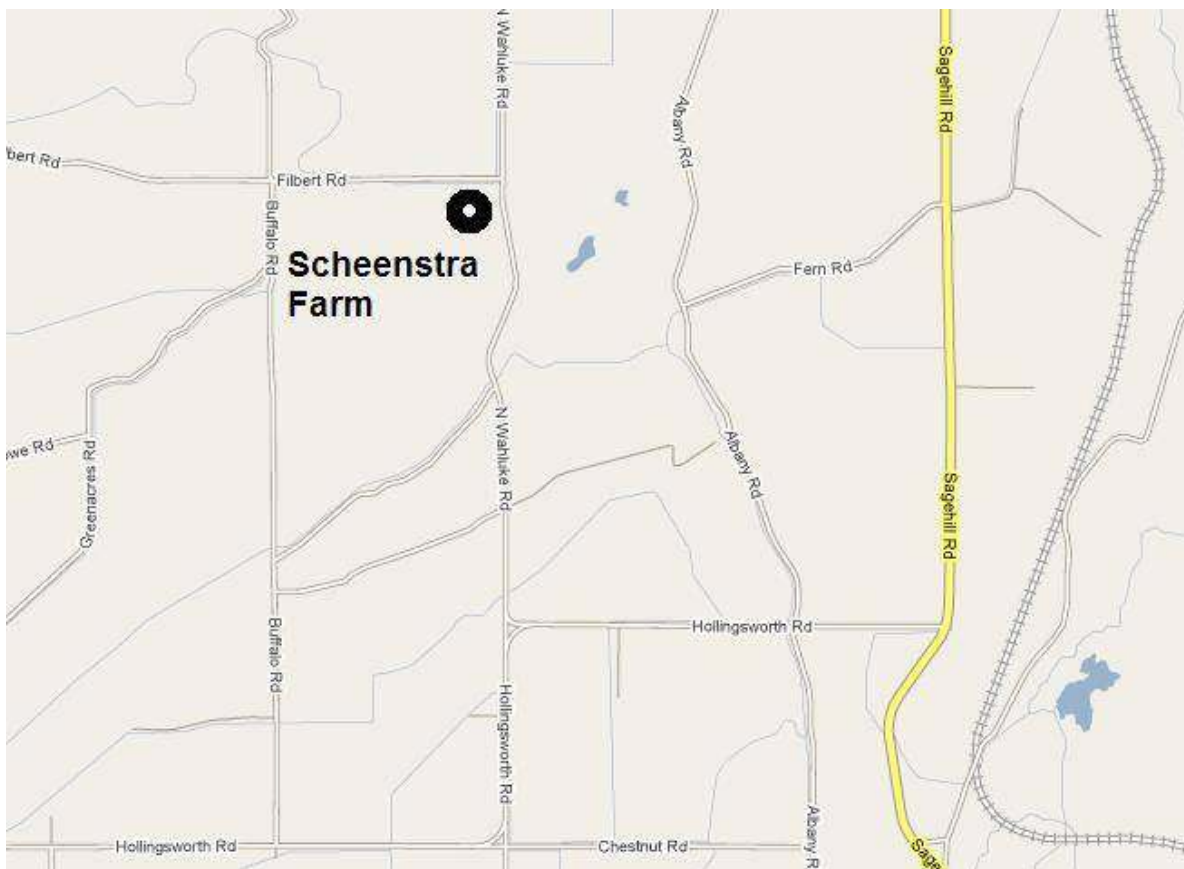 N Wahluke Rd
Sagehill Rd
Albany Rd
bert Rd
Filbert Rd
Buffalo Rd
Scheenstra
Farm
Fern Rd
N Wahluke Rd
Albany Rd
we Rd
Greenacres Rd
Sagehill Rd
Hollingsworth Rd
Buffalo Rd
Hollingsworth Rd
Albany R
Hollingsworth Rd
Chestnut Rd
Sage